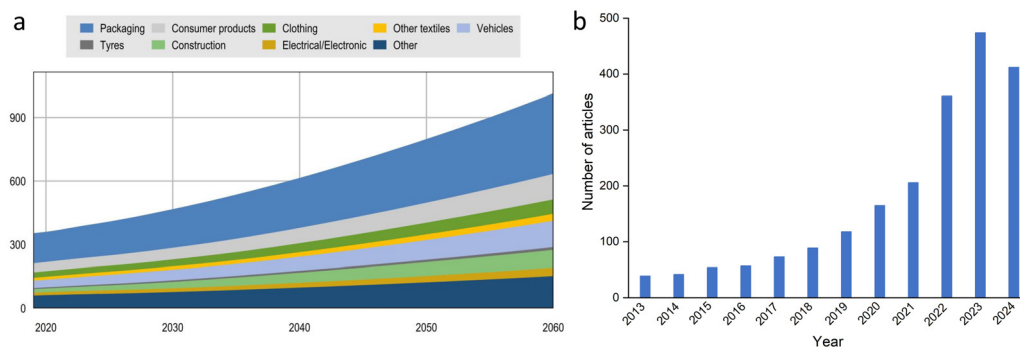 a
Packaging Consumer products Clothing Other textiles Vehicles
Tyres Construction Electrical/Electronic Other
900
600
300
0
2020 2030 2040 2050 2060
b
Number of articles
500
400
300
200
100
0
2013 2014 2015 2016 2017 2018 2019 2020 2021 2022 2023 2024
Year